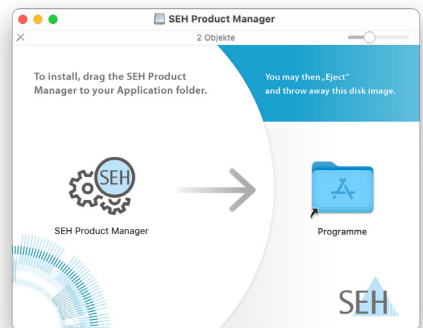 SEH Product Manager
2 Objekte
To install, drag the SEH Product
Manager to your Application folder.
You may then „Eject“
and throw away this disk image.
SEH
SEH Product Manager
Programme
SEH